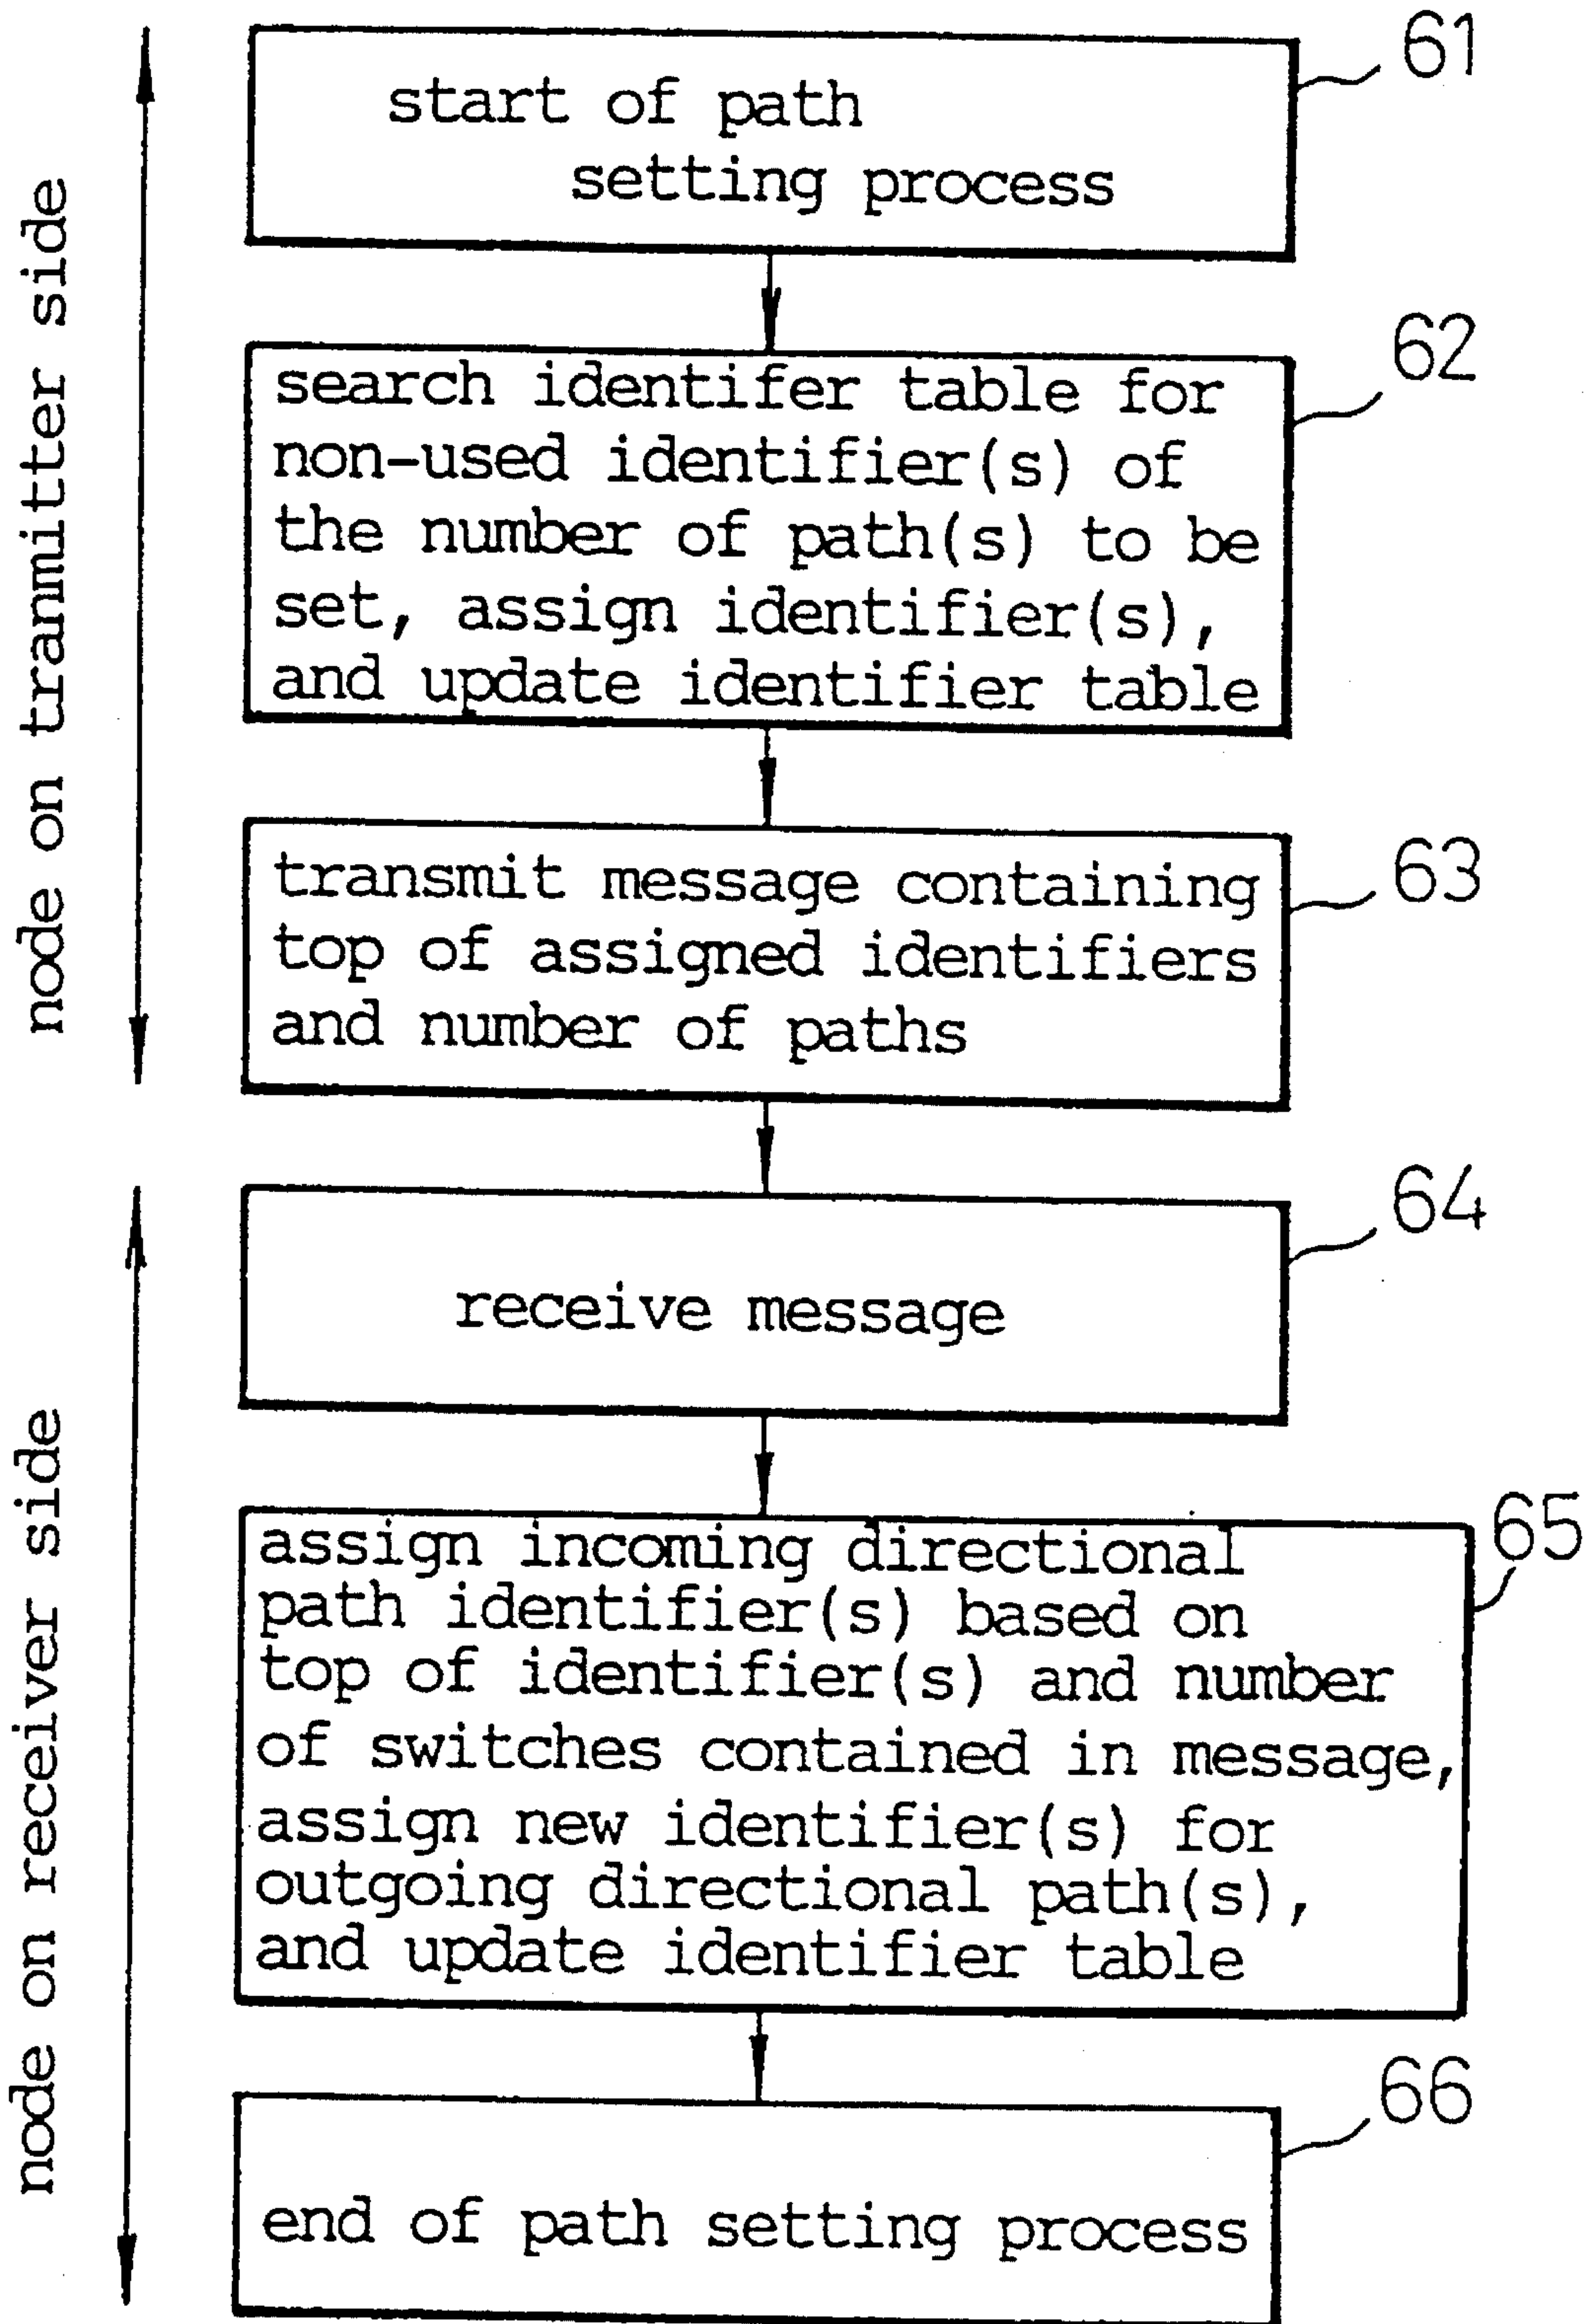 node on tranmitter side
start of path
setting process
61
search identifer table for
non-used identifier(s) of
the number of path(s) to be
set, assign identifier(s),
and update identifier table
62
transmit message containing
top of assigned identifiers
and number of paths
63
node on receiver side
receive message
64
assign incoming directional
path identifier(s) based on
top of identifier(s) and number
of switches contained in message,
assign new identifier(s) for
outgoing directional path(s),
and update identifier table
65
end of path setting process
66